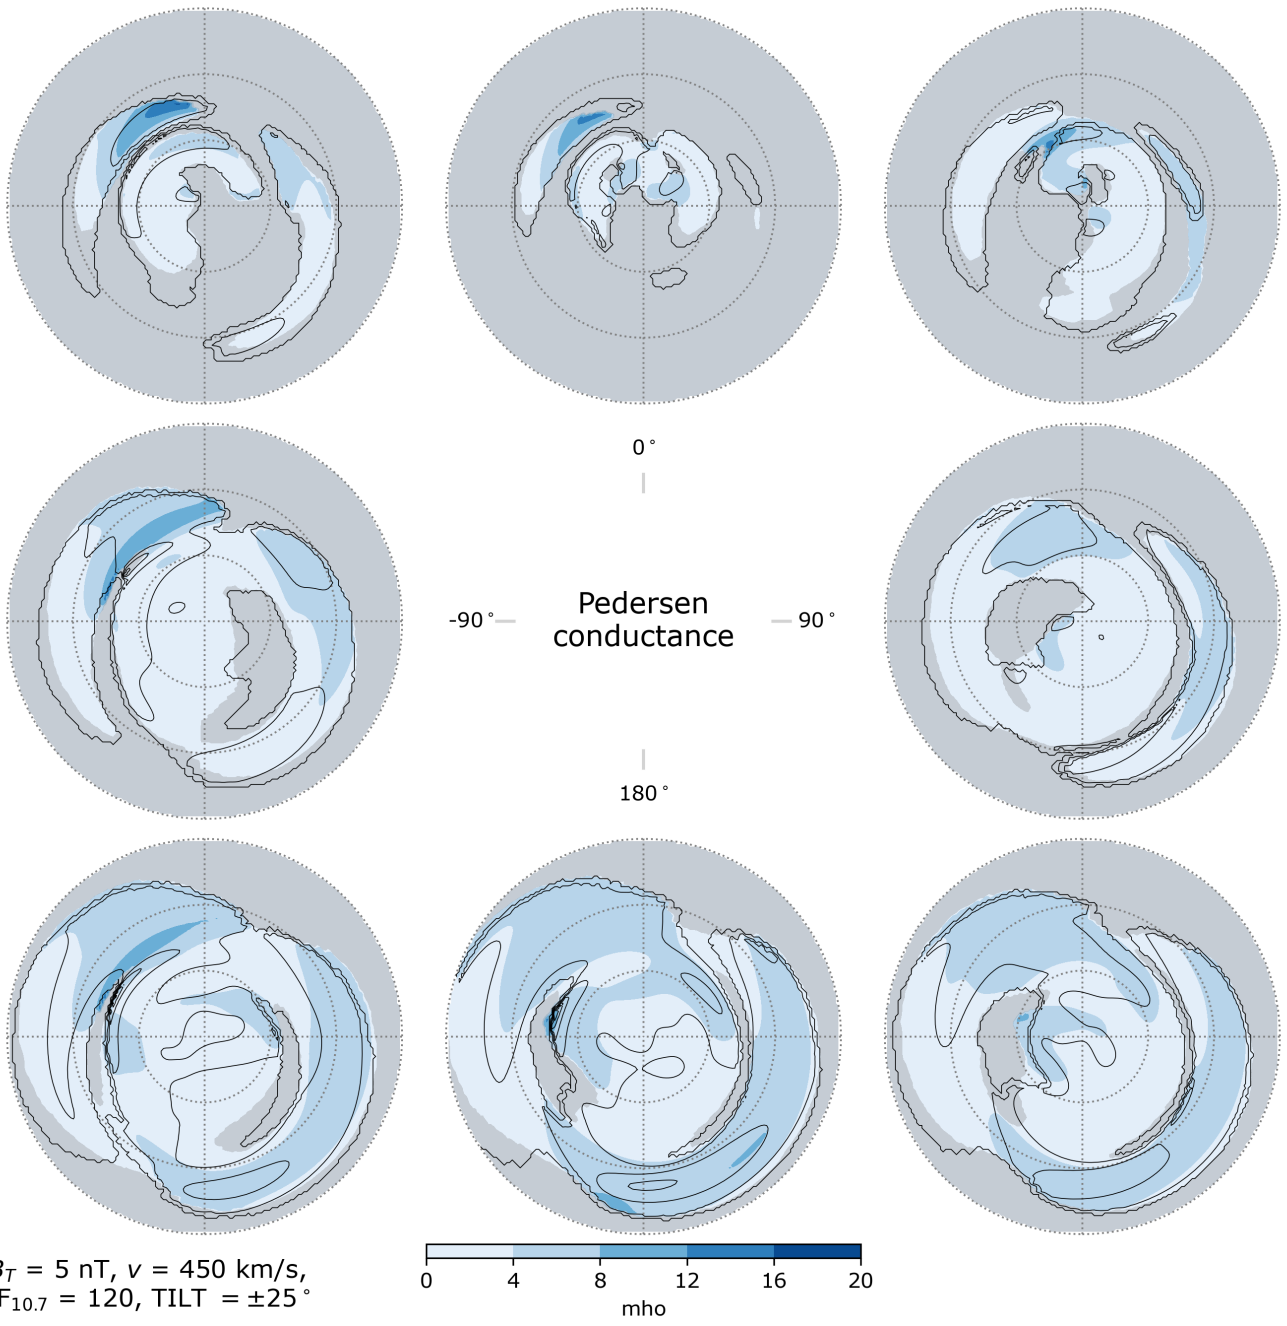 0°
-90°
Pedersen
conductance
90°
180°
0 4 8 12 16 20
mho
T = 5 nT, v = 450 km/s,
F10.7 = 120, TILT = ±25°